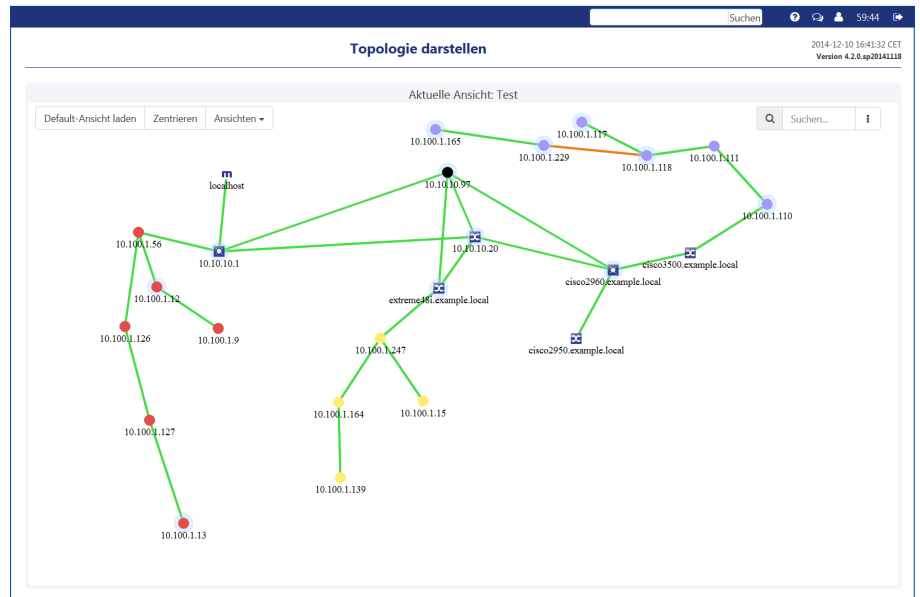 Suchen
59:44
Topologie darstellen
2014-12-10 16:41:32 CET
Version 4.2.0.sp20141118
Aktuelle Ansicht: Test
Default-Ansicht laden
Zentrieren
Ansichten
Suchen...
10.100.1.117
10.100.1.165
10.100.1.229
10.100.1.118
10.100.1.111
localhost
10.10.10.97
10.100.1.110
10.100.1.56
10.10.10.20
10.10.10.1
cisco3500.example.local
cisco2960.example.local
10.100.1.12
extreme48i.example.local
10.100.1.126
10.100.1.9
10.100.1.247
cisco2950.example.local
10.100.1.164
10.100.1.15
10.100.1.127
10.100.1.139
10.100.1.13